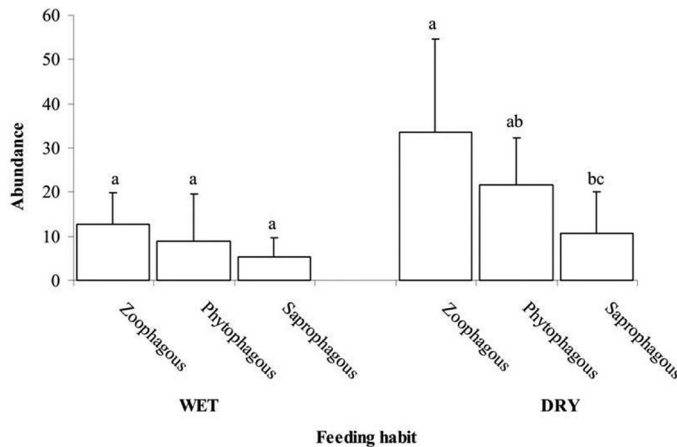 60
50
40
30
20
10
0
Abundance
a
a
a
a
ab
bc
Zoophagous
Phytophagous
Saprophagous
Zoophagous
Phytophagous
Saprophagous
WET
DRY
Feeding habit